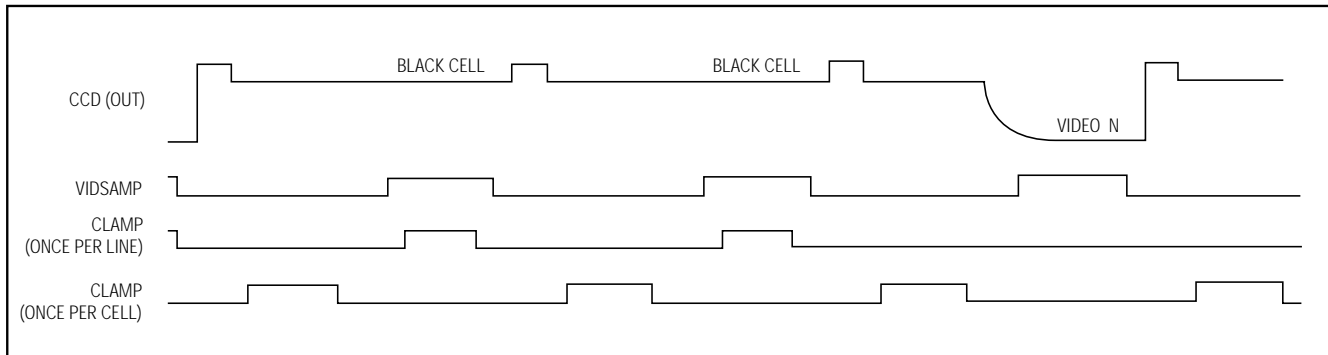 BLACK CELL
BLACK CELL
CCD (OUT)
VIDEO N
VIDSAMP
CLAMP
(ONCE PER LINE)
CLAMP
(ONCE PER CELL)